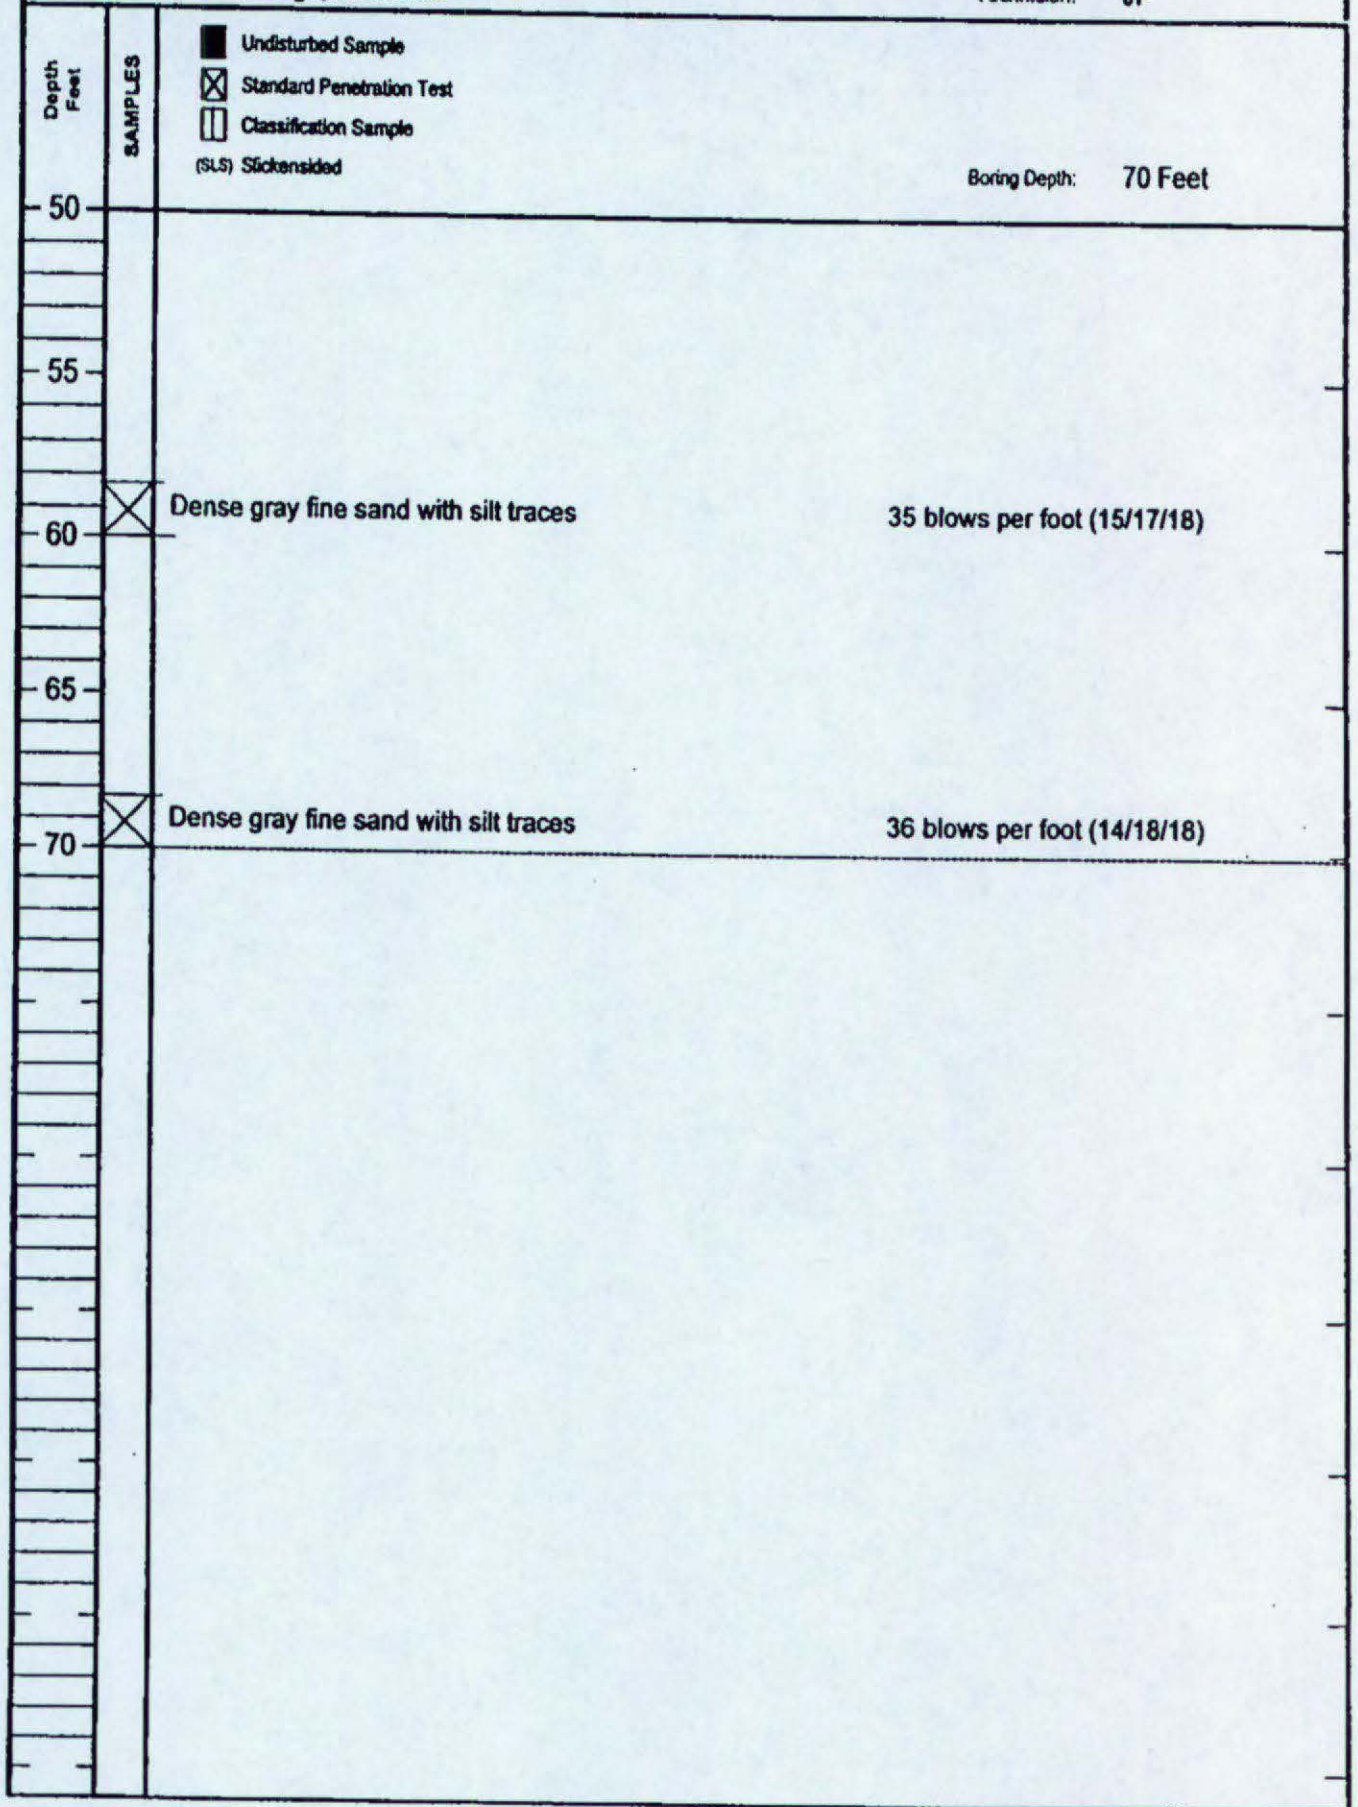 Depth
Feet
SAMPLES
Undisturbed Sample
Standard Penetration Test
Classification Sample
(SLS) Slickensided
Boring Depth: 70 Feet
50
55
Dense gray fine sand with silt traces 35 blows per foot (15/17/18)
60
65
Dense gray fine sand with silt traces 36 blows per foot (14/18/18)
70